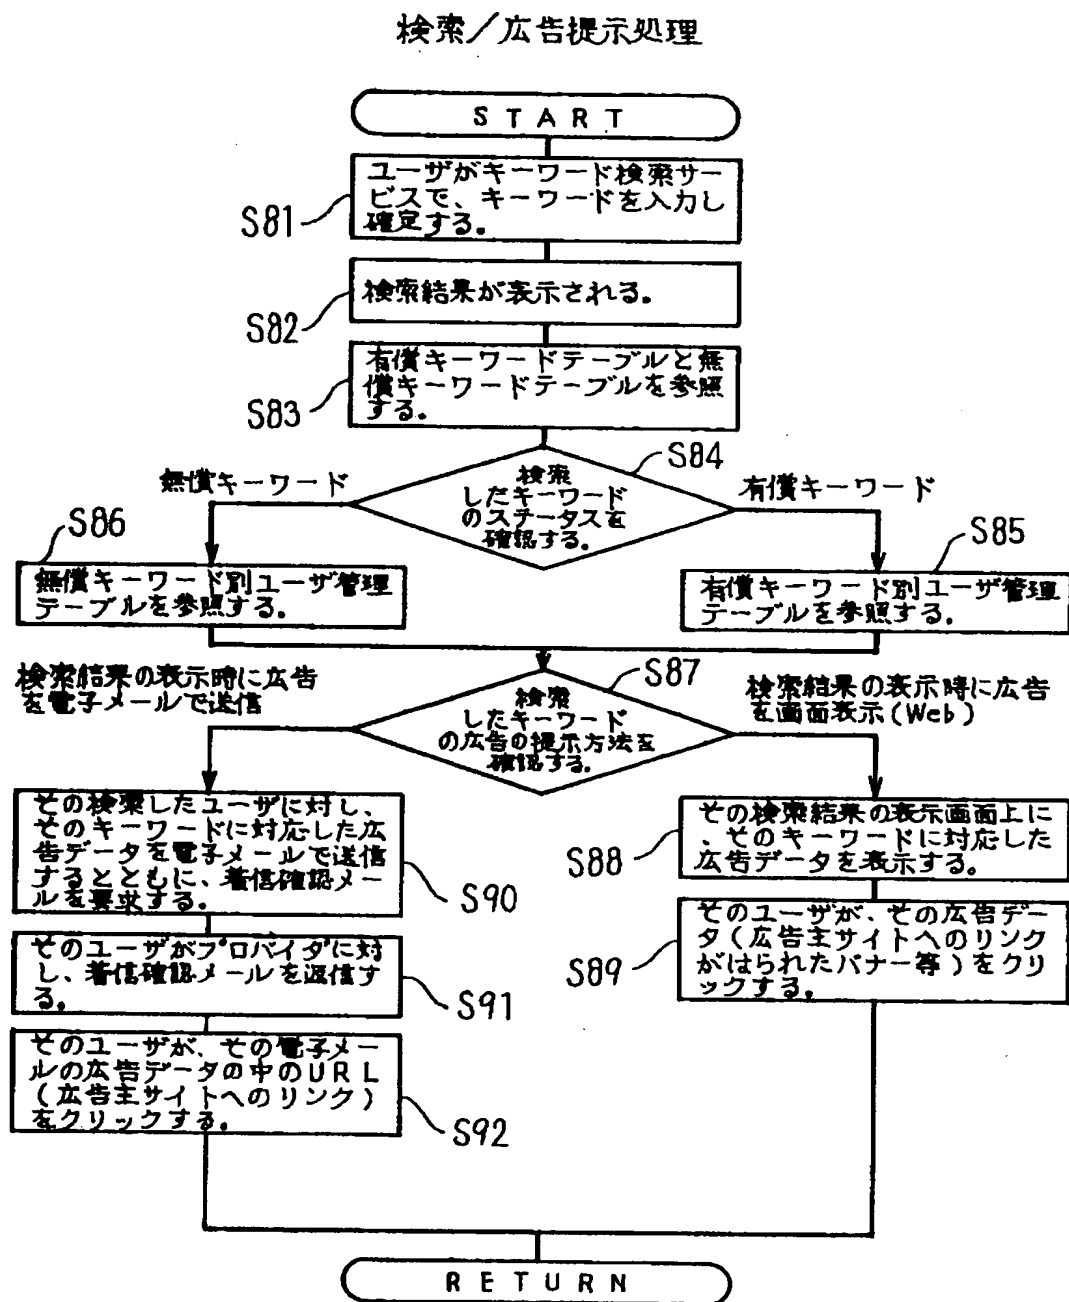 検索／広告提示処理
START
ユーザがキーワード検索サー
ビスで、キーワードを入力し
確定する。
S81
検索結果が表示される。
S82
有償キーワードテーブルと無
償キーワードテーブルを参照
する。
S83
検索
したキーワード
のステータスを
確認する。
S84
無償キーワード
有償キーワード
S86
無償キーワード別ユーザ管理
テーブルを参照する。
S85
有償キーワード別ユーザ管理
テーブルを参照する。
検索
したキーワード
の広告の提示方法を
確認する。
S87
検索結果の表示時に広告
を電子メールで送信
検索結果の表示時に広告
を画面表示(Web)
その検索したユーザに対し、
そのキーワードに対応した広
告データを電子メールで送信
するとともに、着信確認メー
ルを要求する。
S90
その検索結果の表示画面上に
、そのキーワードに対応した
広告データを表示する。
S88
そのユーザがプロバイダに対
し、着信確認メールを返信す
る。
S91
そのユーザが、その広告デー
タ(広告主サイトへのリンク
がはられたバナー等)をクリ
ックする。
S89
そのユーザが、その電子メー
ルの広告データの中のURL
(広告主サイトへのリンク)
をクリックする。
S92
RETURN